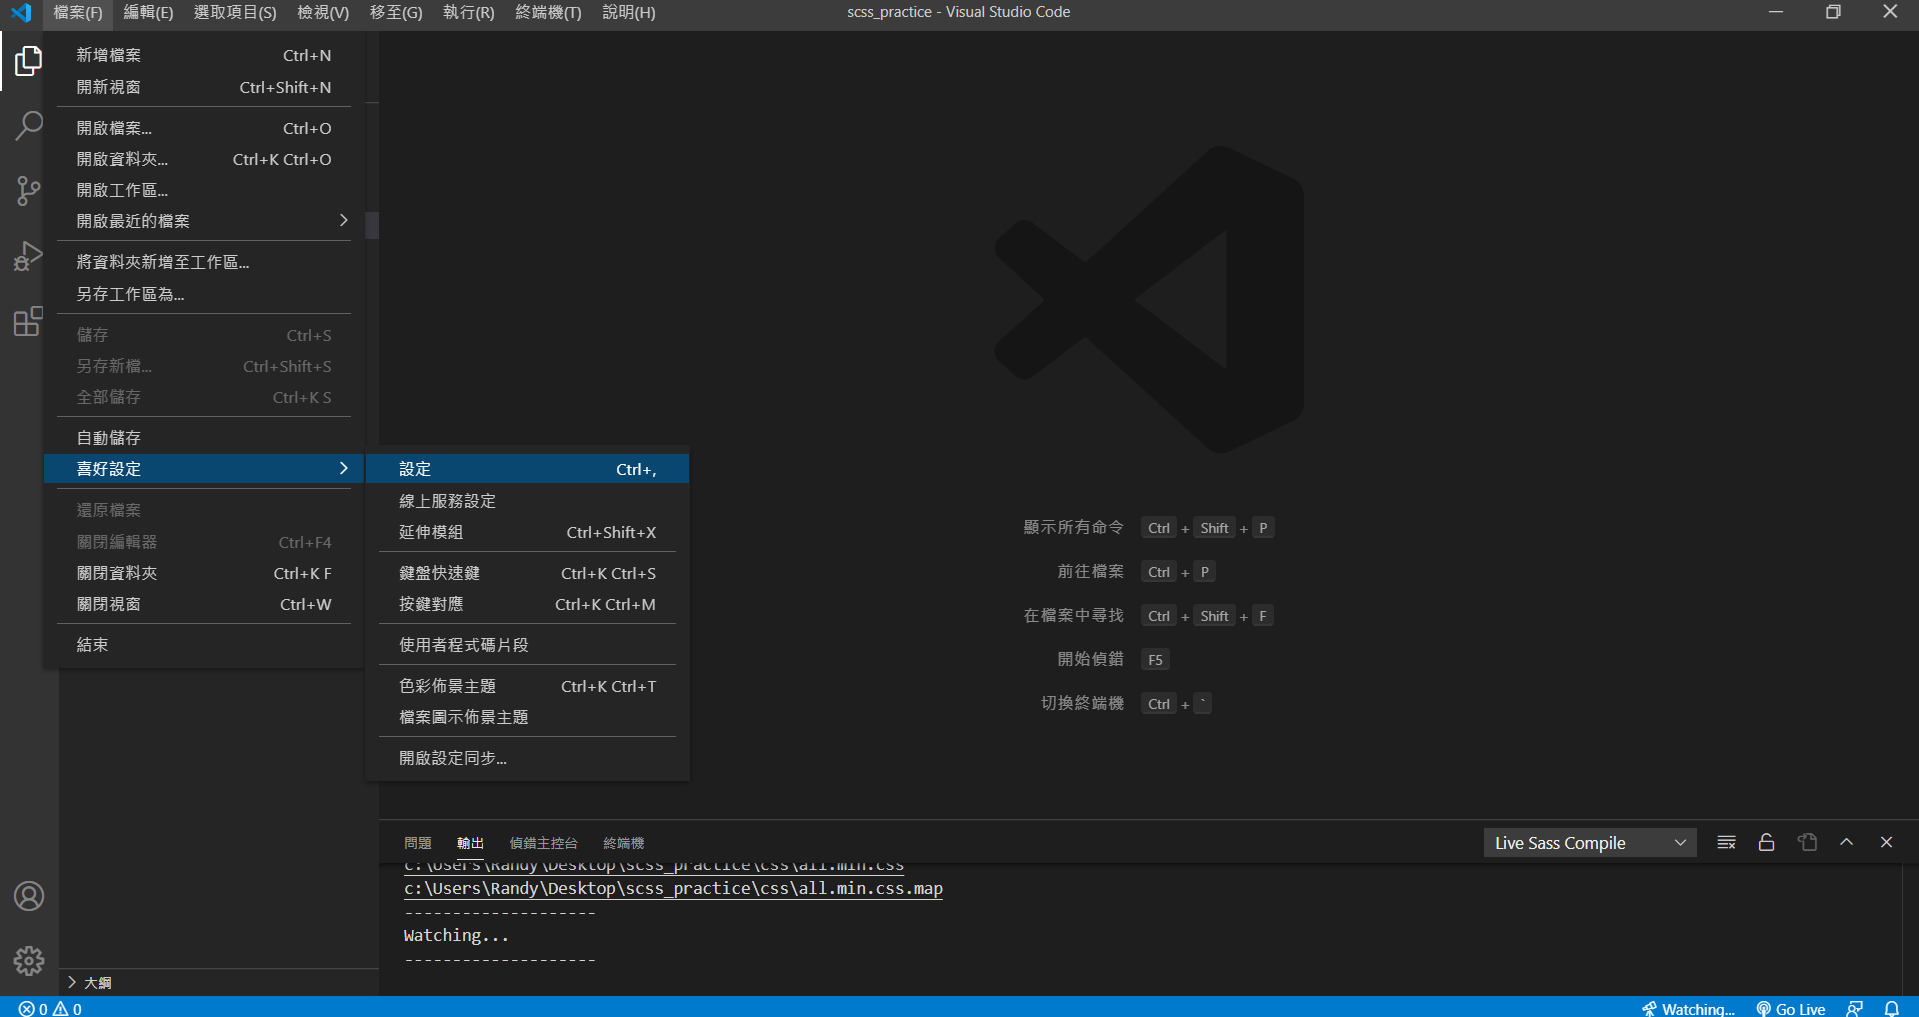 檔案(F) 編輯(E) 選取項目(S) 檢視(V) 移至(G) 執行(R) 終端機(T) 說明(H) scss_practice - Visual Studio Code
新增檔案 Ctrl+N
開新視窗 Ctrl+Shift+N
開啟檔案... Ctrl+O
開啟資料夾... Ctrl+K Ctrl+O
開啟工作區...
開啟最近的檔案
將資料夾新增至工作區...
另存工作區為...
儲存 Ctrl+S
另存新檔... Ctrl+Shift+S
全部儲存 Ctrl+K S
自動儲存
喜好設定
還原檔案
關閉編輯器 Ctrl+F4
關閉資料夾 Ctrl+K F
關閉視窗 Ctrl+W
結束
設定 Ctrl+,
線上服務設定
延伸模組 Ctrl+Shift+X
鍵盤快速鍵 Ctrl+K Ctrl+S
按鍵對應 Ctrl+K Ctrl+M
使用者程式碼片段
色彩佈景主題 Ctrl+K Ctrl+T
檔案圖示佈景主題
開啟設定同步...
顯示所有命令 Ctrl + Shift + P
前往檔案 Ctrl + P
在檔案中尋找 Ctrl + Shift + F
開始偵錯 F5
切換終端機 Ctrl + `
問題 輸出 偵錯主控台 終端機 Live Sass Compile
c:\Users\Randy\Desktop\scss_practice\css\all.min.css
c:\Users\Randy\Desktop\scss_practice\css\all.min.css.map
--------------------
Watching...
--------------------
大綱
0 0 Watching... Go Live